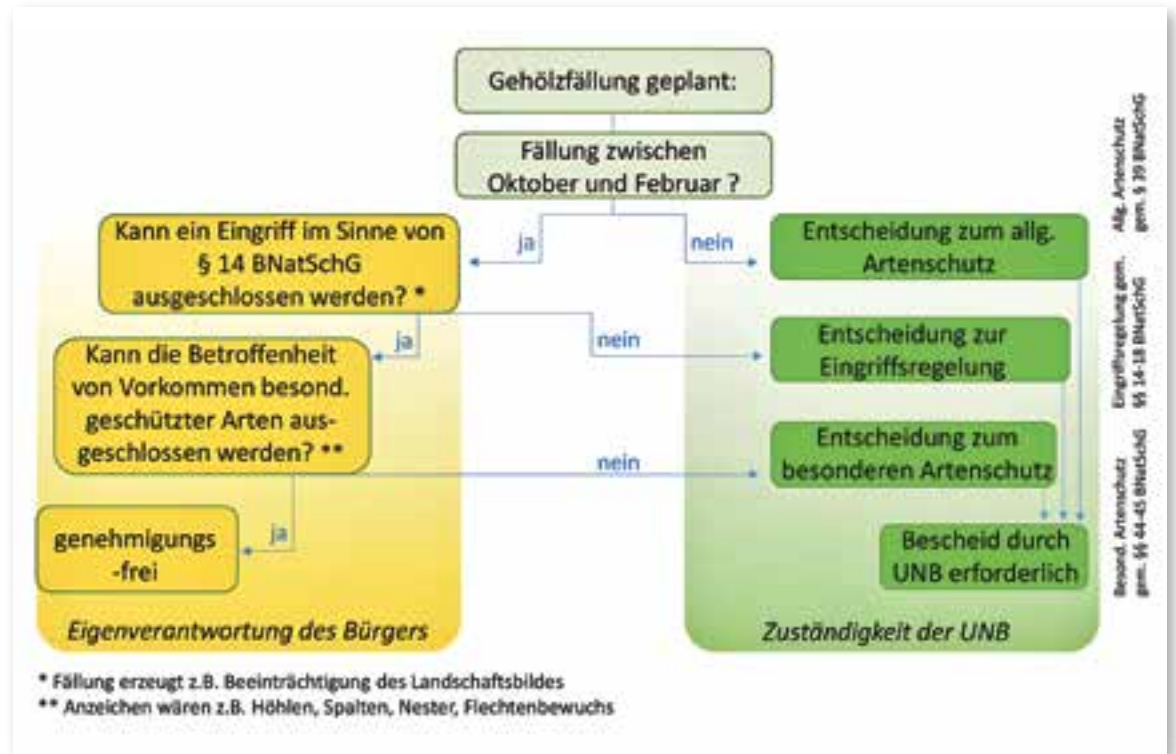 Gehölzfällung geplant:
Fällung zwischen
Oktober und Februar ?
ja
nein
Kann ein Eingriff im Sinne von
§ 14 BNatSchG
ausgeschlossen werden? *
Entscheidung zum allg.
Artenschutz
ja
nein
Kann die Betroffenheit
von Vorkommen besond.
geschützter Arten aus-
geschlossen werden? **
Entscheidung zur
Eingriffsregelung
nein
Entscheidung zum
besonderen Artenschutz
ja
genehmigungs
-frei
Bescheid durch
UNB erforderlich
Eigenverantwortung des Bürgers
Zuständigkeit der UNB
Allg. Artenschutz
gem. § 39 BNatSchG
Eingriffsregelung gem.
§§ 14-18 BNatSchG
Besond. Artenschutz
gem. §§ 44-45 BNatSchG
* Fällung erzeugt z.B. Beeinträchtigung des Landschaftsbildes
** Anzeichen wären z.B. Höhlen, Spalten, Nester, Flechtenbewuchs